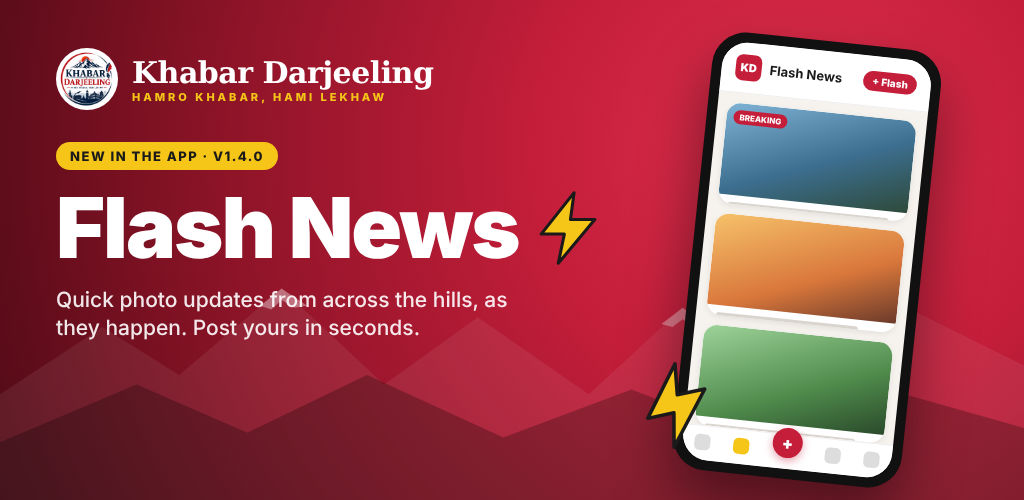 KHABAR
DARJEELING
Khabar Darjeeling
HAMRO KHABAR, HAMI LEKHAW
NEW IN THE APP · V1.4.0
Flash News
Quick photo updates from across the hills, as
they happen. Post yours in seconds.
KD
Flash News
+ Flash
BREAKING
+